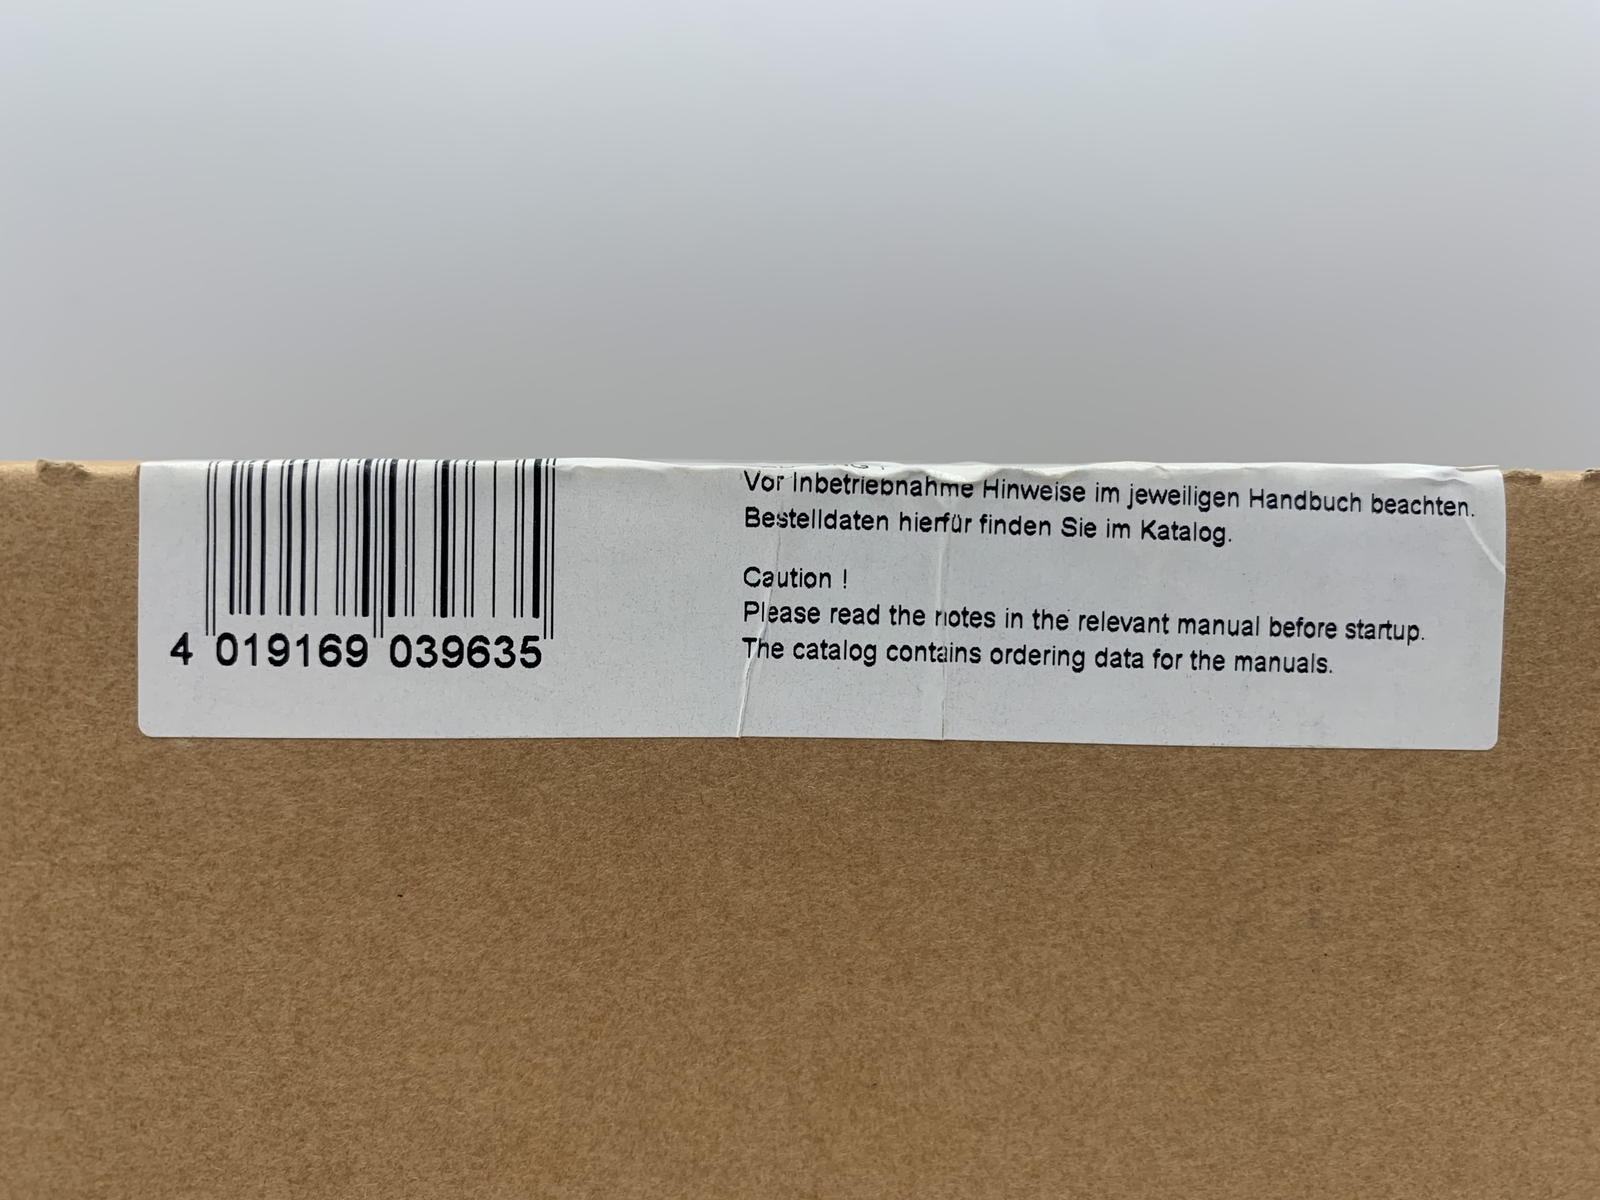 Vor Inbetriebnahme Hinweise im jeweiligen Handbuch beachten.
Bestelldaten hierfür finden Sie im Katalog.
Caution !
Please read the notes in the relevant manual before startup.
The catalog contains ordering data for the manuals.
4 019169 039635